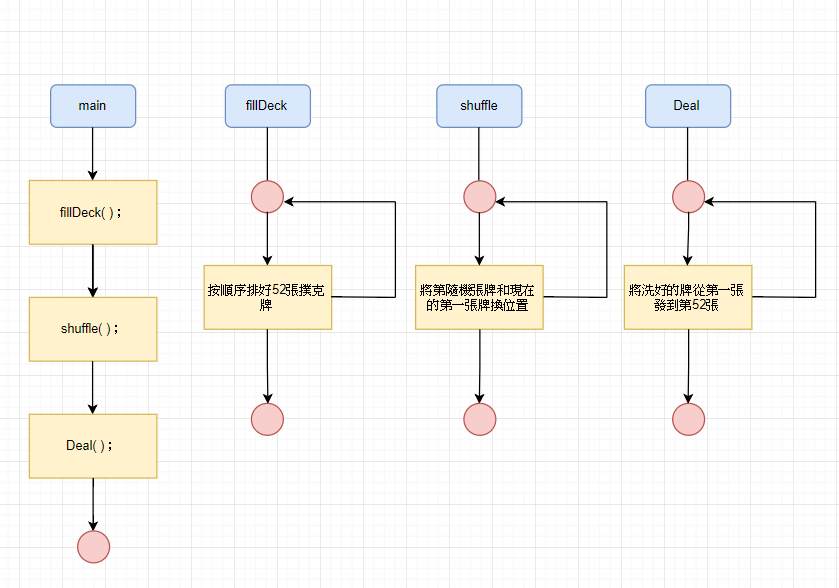 main
fillDeck
shuffle
Deal
fillDeck( ) ;
按順序排好52張撲克
牌
將第隨機張牌和現在
的第一張牌換位置
將洗好的牌從第一張
發到第52張
shuffle( ) ;
Deal( ) ;